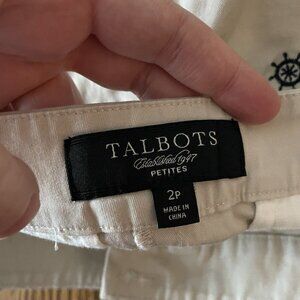 TALBOTS
Established 1947
PETITES
2P
MADE IN
CHINA